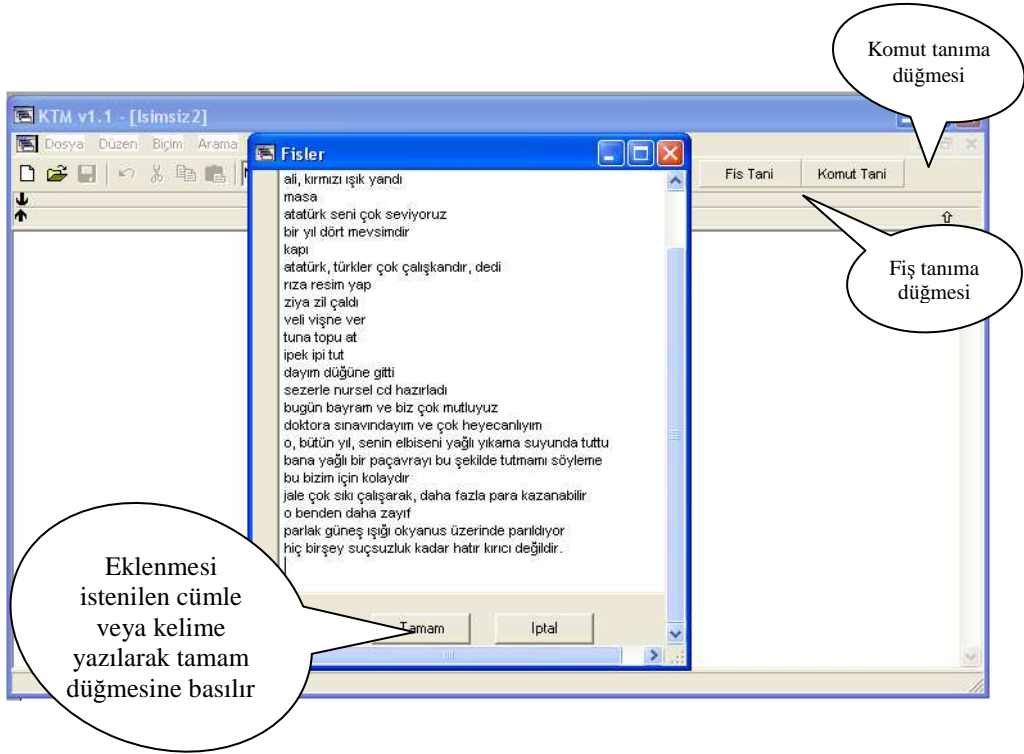 Komut tanıma
düğmesi
KTM v1.1 - [Isimsiz2]
Dosya Düzen Biçim Arama
Fisler
Fis Tani Komut Tani
ali, kırmızı ışık yandı
masa
atatürk seni çok seviyoruz
bir yıl dört mevsimdir
kapı
atatürk, türkler çok çalışkandır, dedi
rıza resim yap
ziya zil çaldı
veli vişne ver
tuna topu at
ipek ipi tut
dayım düğüne gitti
sezerle nursel cd hazırladı
bugün bayram ve biz çok mutluyuz
doktora sınavındayım ve çok heyecanlıyım
o, bütün yıl, senin elbiseni yağlı yıkama suyunda tuttu
bana yağlı bir paçavrayı bu şekilde tutmamı söyleme
bu bizim için kolaydır
jale çok sıkı çalışarak, daha fazla para kazanabilir
o benden daha zayıf
parlak güneş ışığı okyanus üzerinde parıldıyor
hiç birşey suçsuzluk kadar hatır kırıcı değildir.
Fiş tanıma
düğmesi
Tamam Iptal
Eklenmesi
istenilen cümle
veya kelime
yazılarak tamam
düğmesine basılır